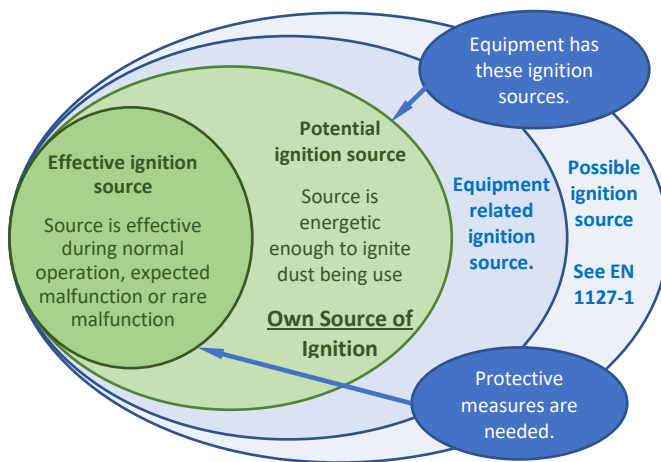 Equipment has
these ignition
sources.
Potential
ignition source
Source is
energetic
enough to ignite
dust being use
Own Source of
Ignition
Effective ignition
source
Source is effective
during normal
operation, expected
malfunction or rare
malfunction
Equipment
related
ignition
source.
Possible
ignition
source
See EN
1127-1
Protective
measures are
needed.